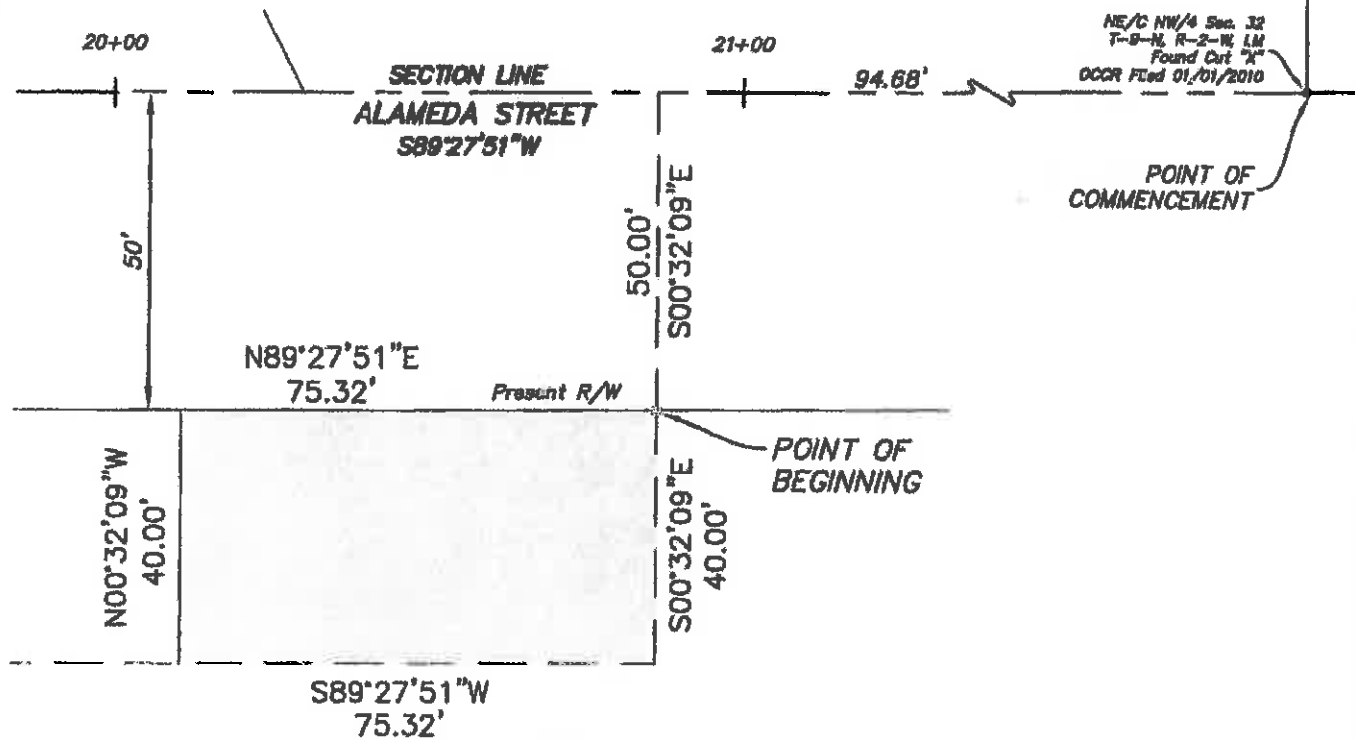 NE/C NW/4 Sec. 32
T-9-N, R-2-W, I.M
Found Cut "X"
OCCR Filed 01/01/2010
20+00
21+00
SECTION LINE
94.68'
ALAMEDA STREET
S89°27'51"W
POINT OF
COMMENCEMENT
50'
50.00'
S00°32'09"E
N89°27'51"E
75.32'
Present R/W
POINT OF
BEGINNING
N00°32'09"W
40.00'
S00°32'09"E
40.00'
S89°27'51"W
75.32'